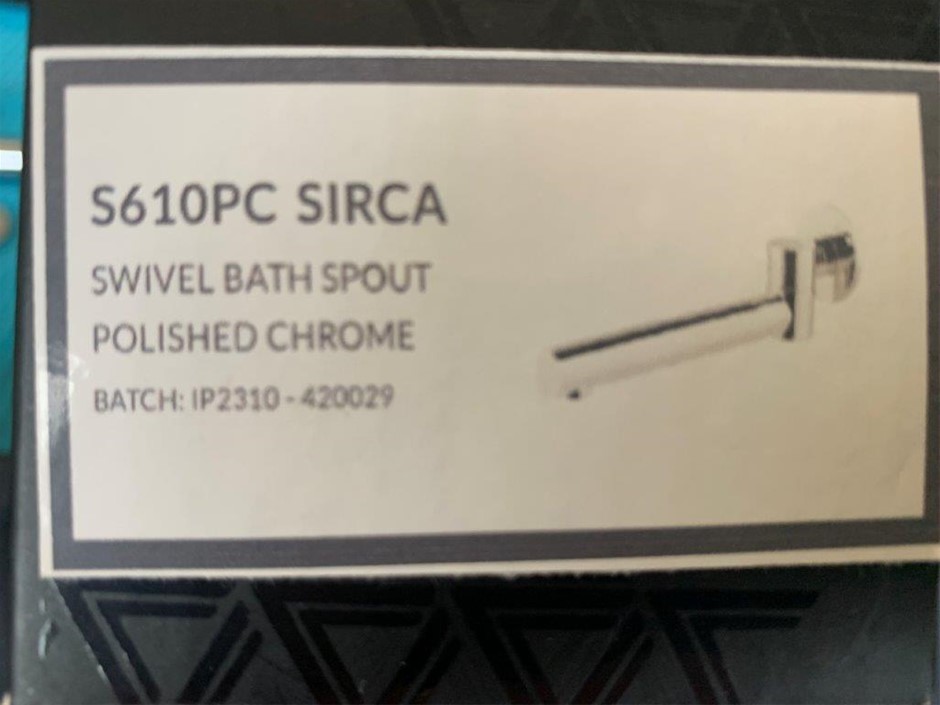 S610PC SIRCA
SWIVEL BATH SPOUT
POLISHED CHROME
BATCH: IP2310 - 420029